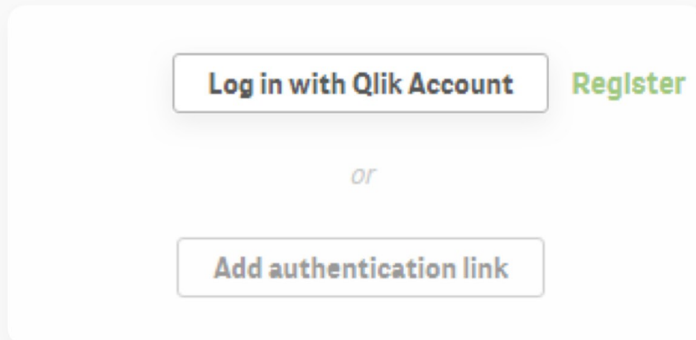 Log in with Qlik Account Register
or
Add authentication link